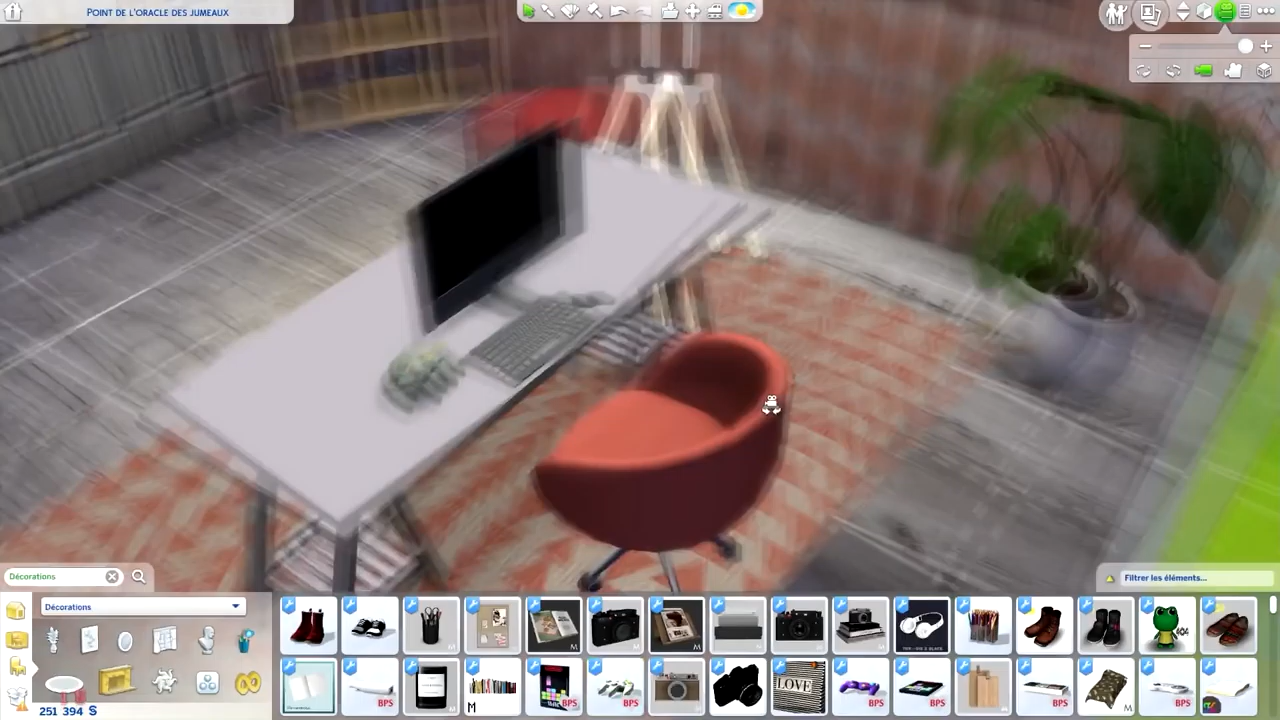 POINT DE L'ORACLE DES JUMEAUX
Décorations
Filtrer les éléments...
Décorations
M
M
M
M
M
M
BPS
M
M
BPS
BPS
M
LOVE
BPS
BPS
BPS
M
BPS
251 394 $